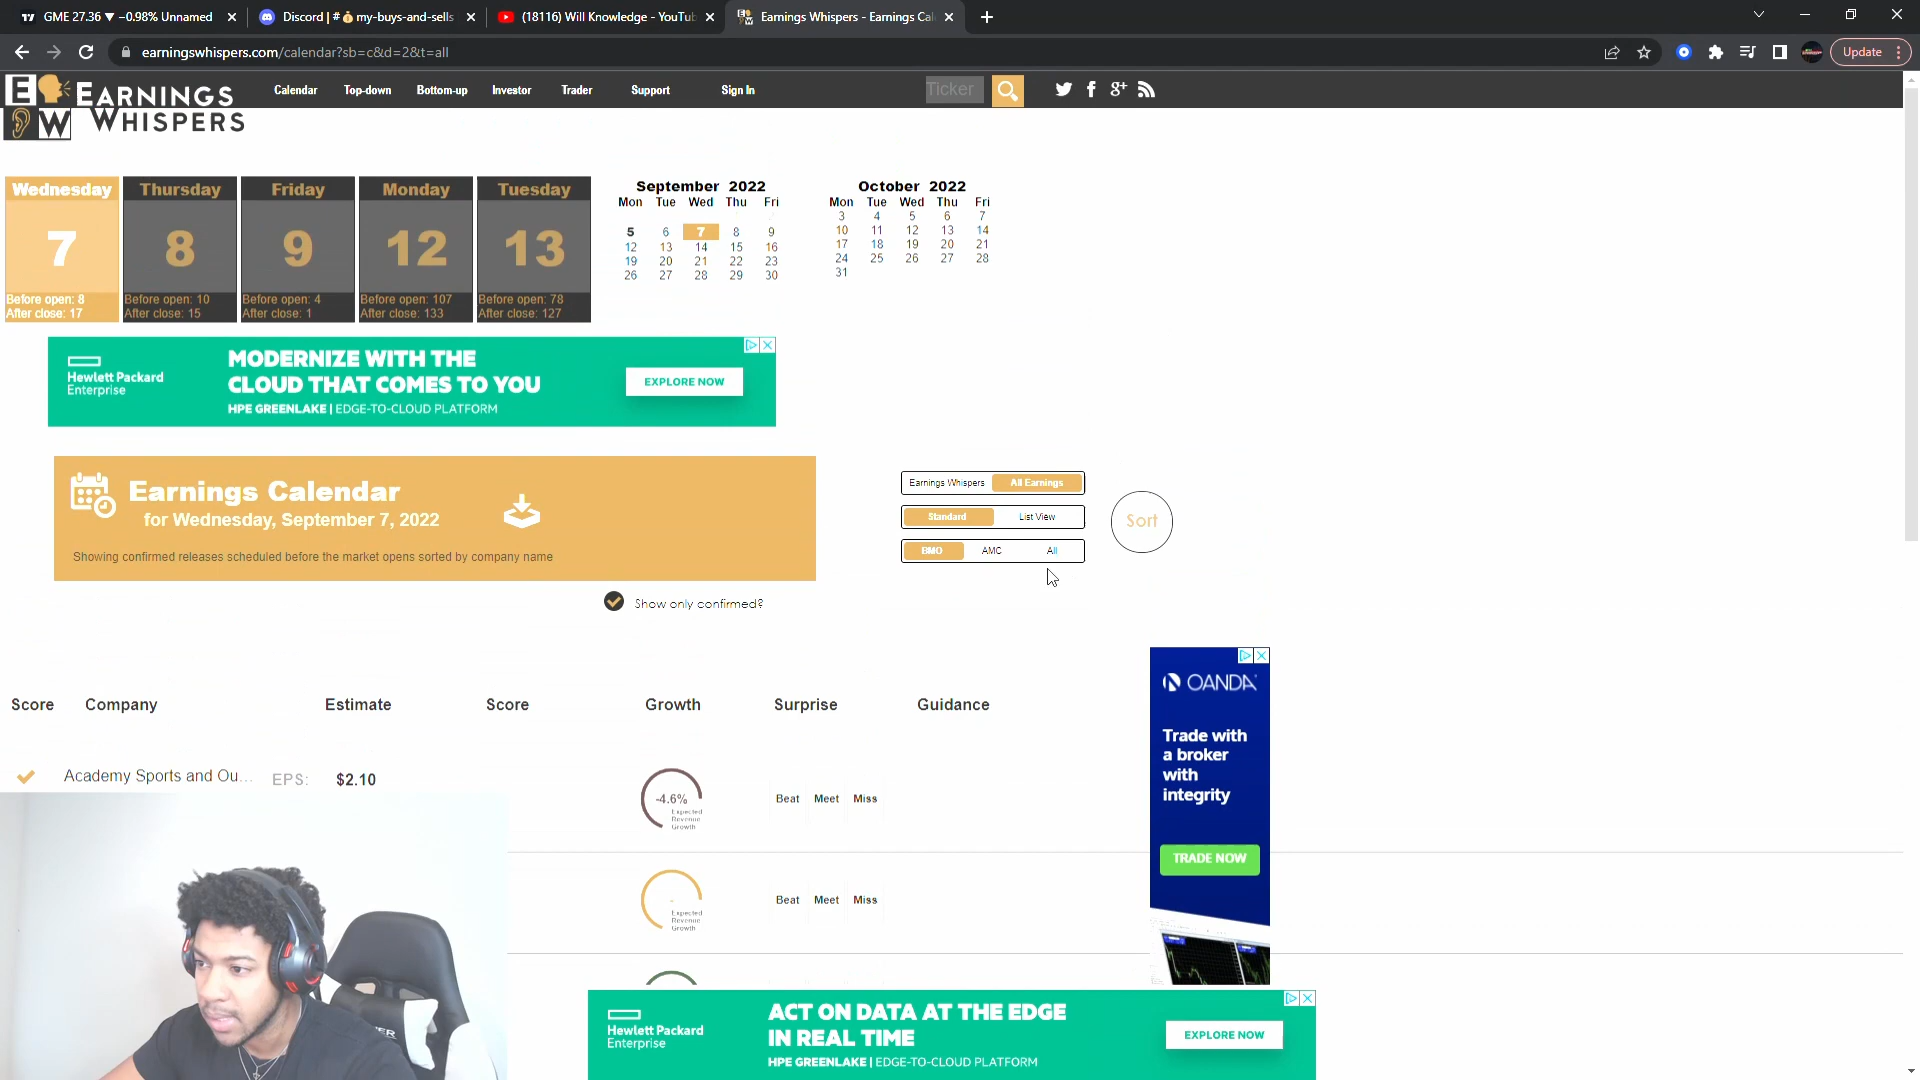 GME 27.36 ▼ −0.98% Unnamed
Discord | #💰my-buys-and-sells
(18116) Will Knowledge - YouTub
Earnings Whispers - Earnings Cal
earningswhispers.com/calendar?sb=c&d=2&t=all
Update
EARNINGS
WHISPERS
E
W
Calendar
Top-down
Bottom-up
Investor
Trader
Support
Sign In
Ticker
Wednesday
7
Before open: 8
After close: 17
Thursday
8
Before open: 10
After close: 15
Friday
9
Before open: 4
After close: 1
Monday
12
Before open: 107
After close: 133
Tuesday
13
Before open: 78
After close: 127
September 2022
Mon Tue Wed Thu Fri
5 6 7 8 9
12 13 14 15 16
19 20 21 22 23
26 27 28 29 30
October 2022
Mon Tue Wed Thu Fri
3 4 5 6 7
10 11 12 13 14
17 18 19 20 21
24 25 26 27 28
31
Hewlett Packard
Enterprise
MODERNIZE WITH THE
CLOUD THAT COMES TO YOU
HPE GREENLAKE | EDGE-TO-CLOUD PLATFORM
EXPLORE NOW
Earnings Calendar
for Wednesday, September 7, 2022
Showing confirmed releases scheduled before the market opens sorted by company name
Earnings Whispers All Earnings
Standard List View
BMO AMC All
Sort
Show only confirmed?
Score Company Estimate Score Growth Surprise Guidance
Academy Sports and Ou... EPS: $2.10
-4.6%
Expected
Revenue
Growth
Beat Meet Miss
-
Expected
Revenue
Growth
Beat Meet Miss
OANDA
Trade with
a broker
with
integrity
TRADE NOW
Hewlett Packard
Enterprise
ACT ON DATA AT THE EDGE
IN REAL TIME
HPE GREENLAKE | EDGE-TO-CLOUD PLATFORM
EXPLORE NOW